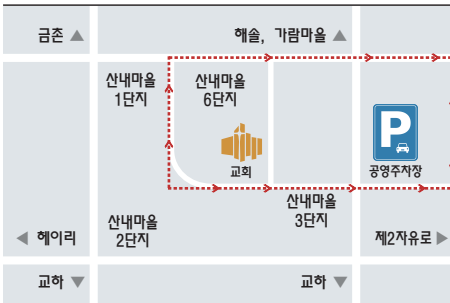 금촌 ▲
해솔, 가람마을 ▲
산내마을
1단지
산내마을
6단지
P
교회
공영주차장
산내마을
3단지
산내마을
2단지
◀ 헤이리
제2자유로 ▶
교하 ▼
교하 ▼